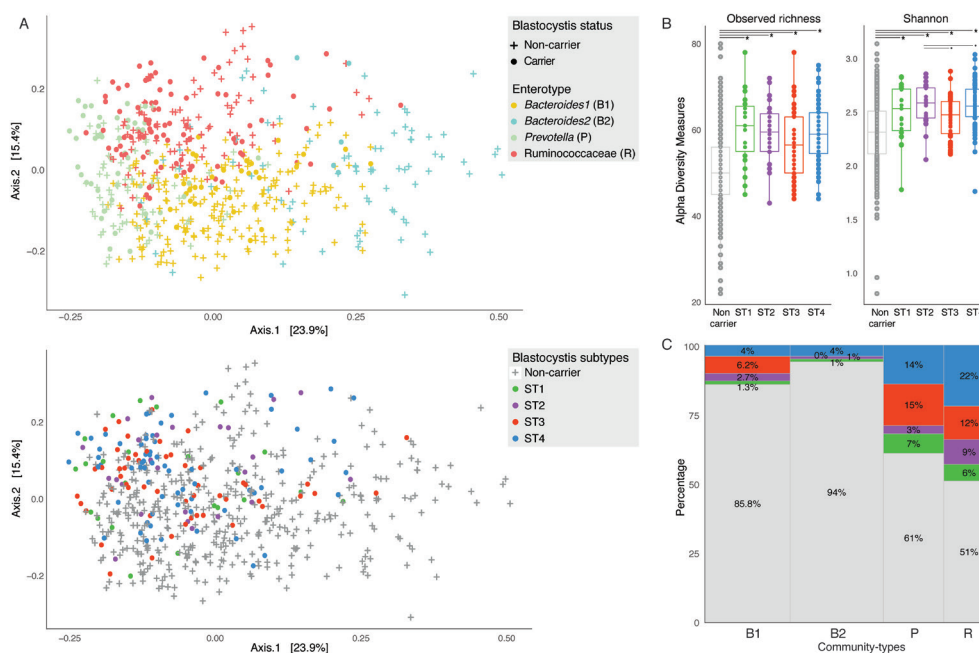 A
Blastocystis status
Non-carrier
Carrier
Enterotype
Bacteroides1 (B1)
Bacteroides2 (B2)
Prevotella (P)
Ruminococcaceae (R)
0.2
0.0
−0.2
Axis.2 [15.4%]
−0.25
0.00
0.25
0.50
Axis.1 [23.9%]
Blastocystis subtypes
Non-carrier
ST1
ST2
ST3
ST4
0.2
0.0
−0.2
Axis.2 [15.4%]
−0.25
0.00
0.25
0.50
Axis.1 [23.9%]
B
Observed richness
Shannon
Alpha Diversity Measures
80
60
40
20
3.0
2.5
2.0
1.5
1.0
Non carrier
ST1
ST2
ST3
ST4
Non carrier
ST1
ST2
ST3
C
Percentage
100
75
50
25
0
4%
6.2%
2.7%
1.3%
85.8%
4%
0%
1%
1%
94%
14%
15%
3%
7%
61%
22%
12%
9%
6%
51%
B1
B2
P
R
Community-types